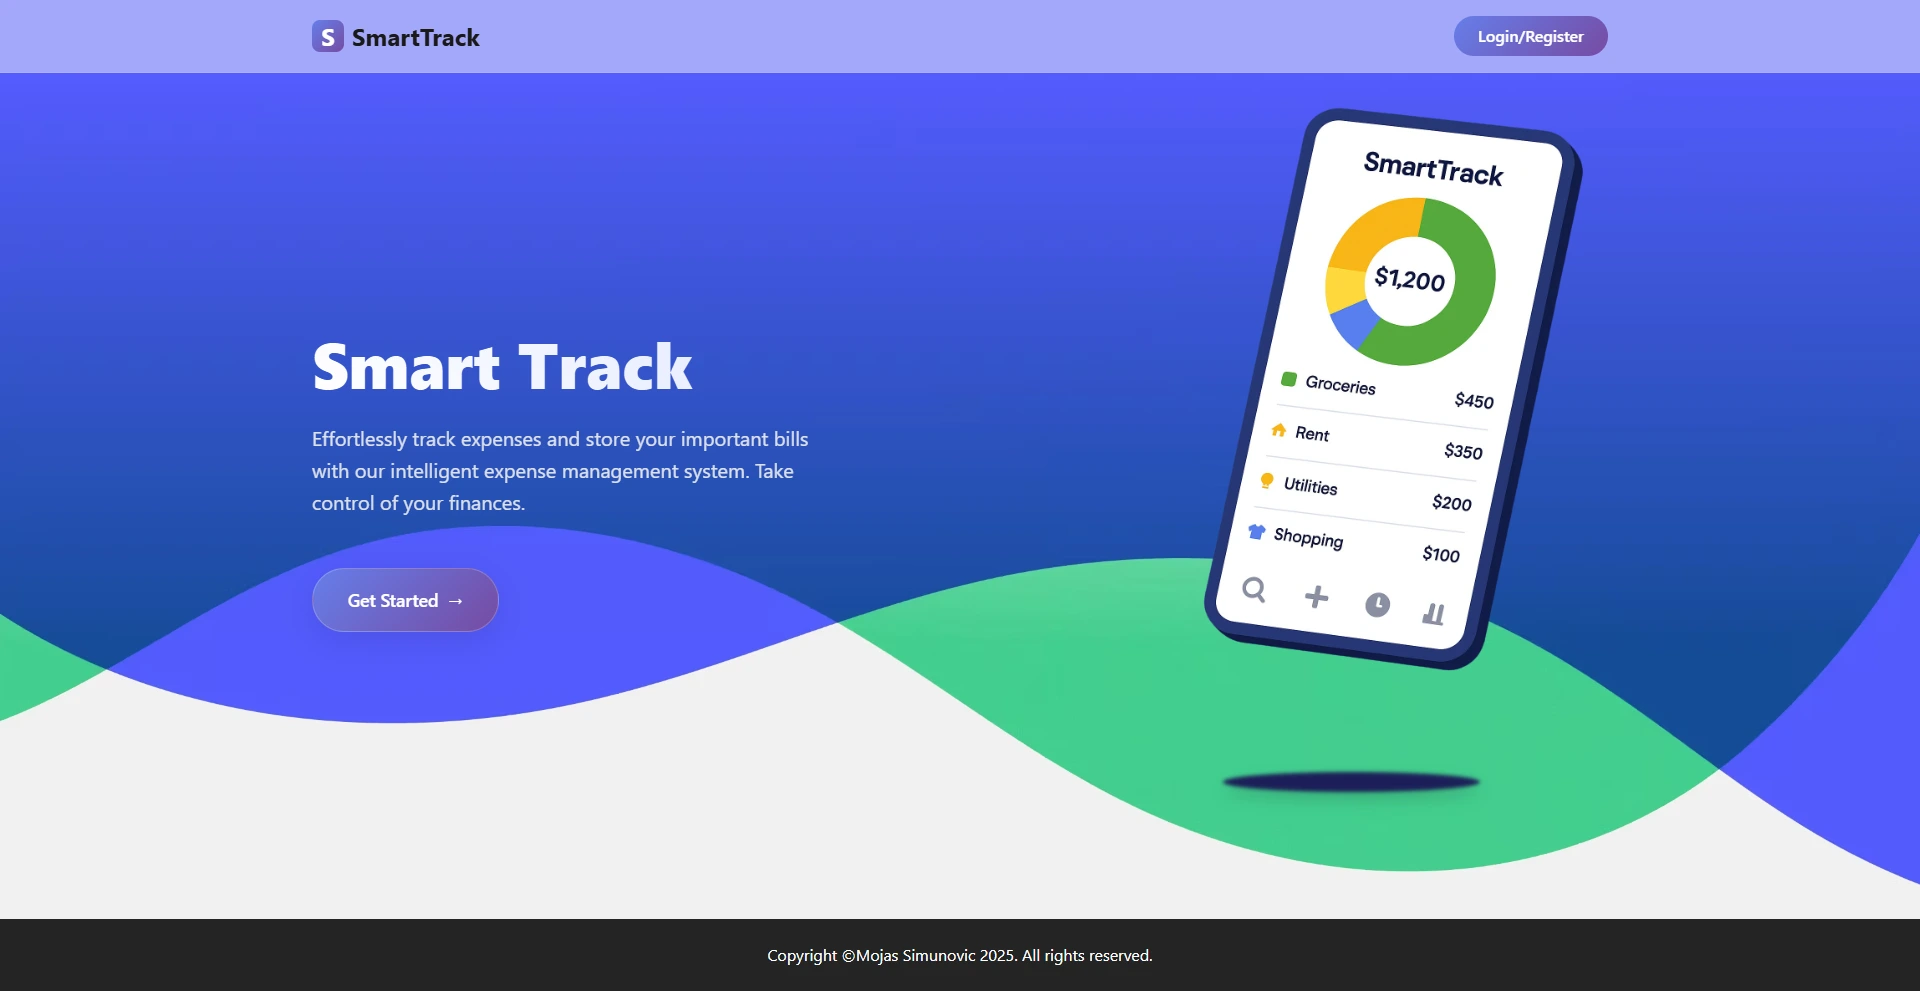 S SmartTrack
Login/Register
Smart Track
Effortlessly track expenses and store your important bills
with our intelligent expense management system. Take
control of your finances.
Get Started →
SmartTrack
$1,200
Groceries $450
Rent $350
Utilities $200
Shopping $100
Copyright ©Mojas Simunovic 2025. All rights reserved.